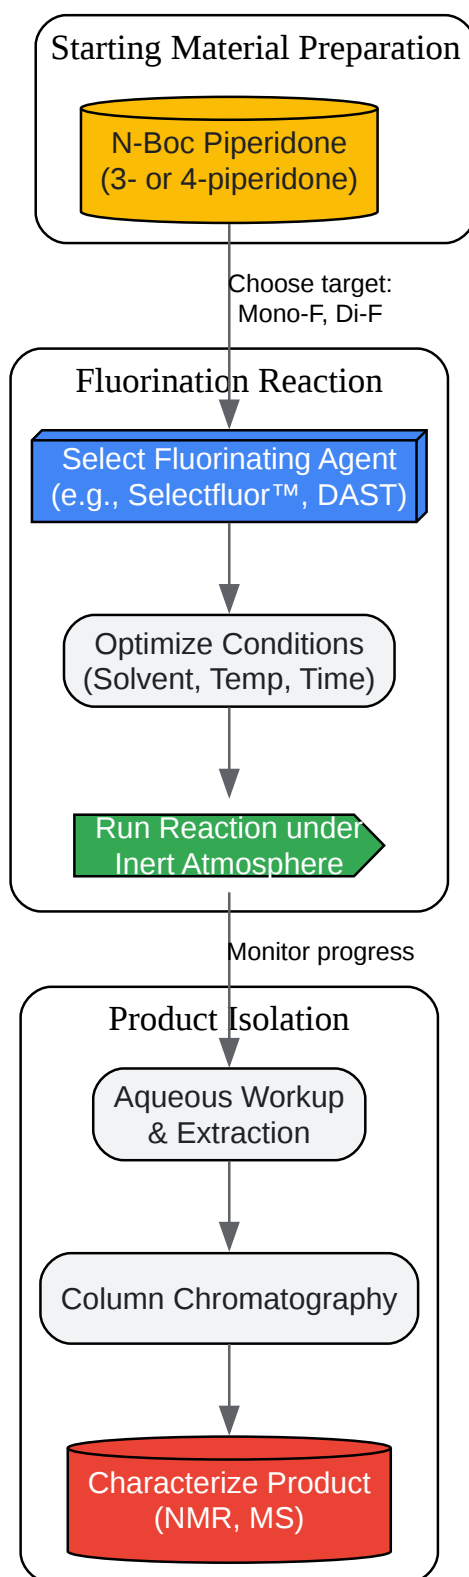 Starting Material Preparation
N-Boc Piperidone
(3- or 4-piperidone)
Choose target:
Mono-F, Di-F
Fluorination Reaction
Select Fluorinating Agent
(e.g., Selectfluor™, DAST)
Optimize Conditions
(Solvent, Temp, Time)
Run Reaction under
Inert Atmosphere
Monitor progress
Product Isolation
Aqueous Workup
& Extraction
Column Chromatography
Characterize Product
(NMR, MS)